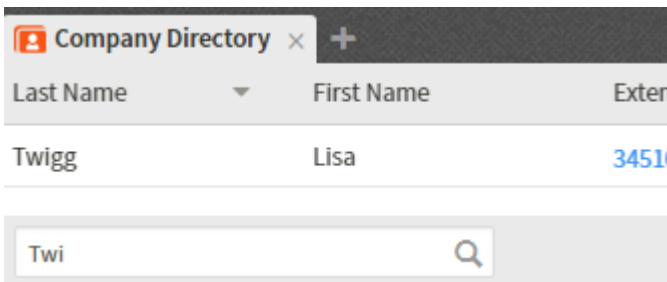 Company Directory
Last Name First Name
Twigg Lisa
Twi